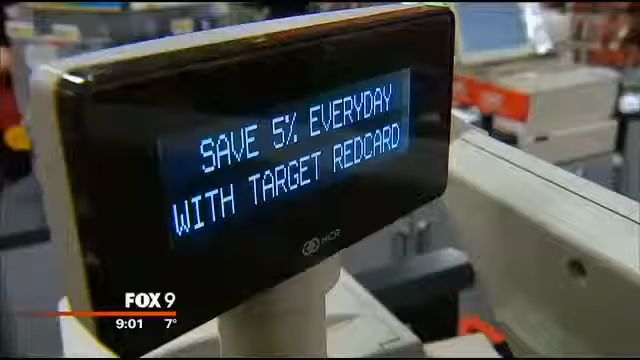 SAVE 5% EVERYDAY
WITH TARGET REDCARD
NCR
FOX 9
9:01 7°